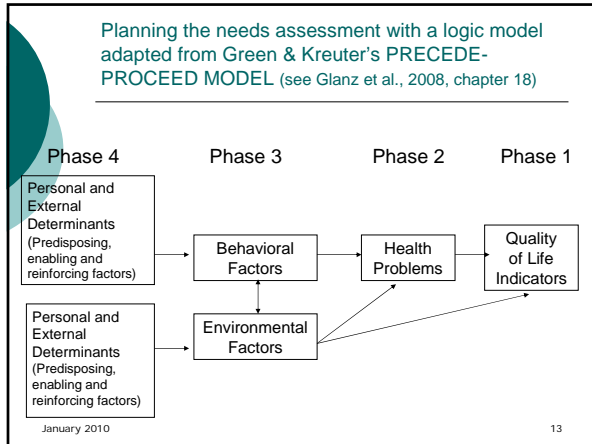 Planning the needs assessment with a logic model
adapted from Green & Kreuter's PRECEDE-
PROCEED MODEL (see Glanz et al., 2008, chapter 18)
Phase 4
Phase 3
Phase 2
Phase 1
Personal and
External
Determinants
(Predisposing,
enabling and
reinforcing factors)
Behavioral
Factors
Health
Problems
Quality
of Life
Indicators
Personal and
External
Determinants
(Predisposing,
enabling and
reinforcing factors)
Environmental
Factors
January 2010
13